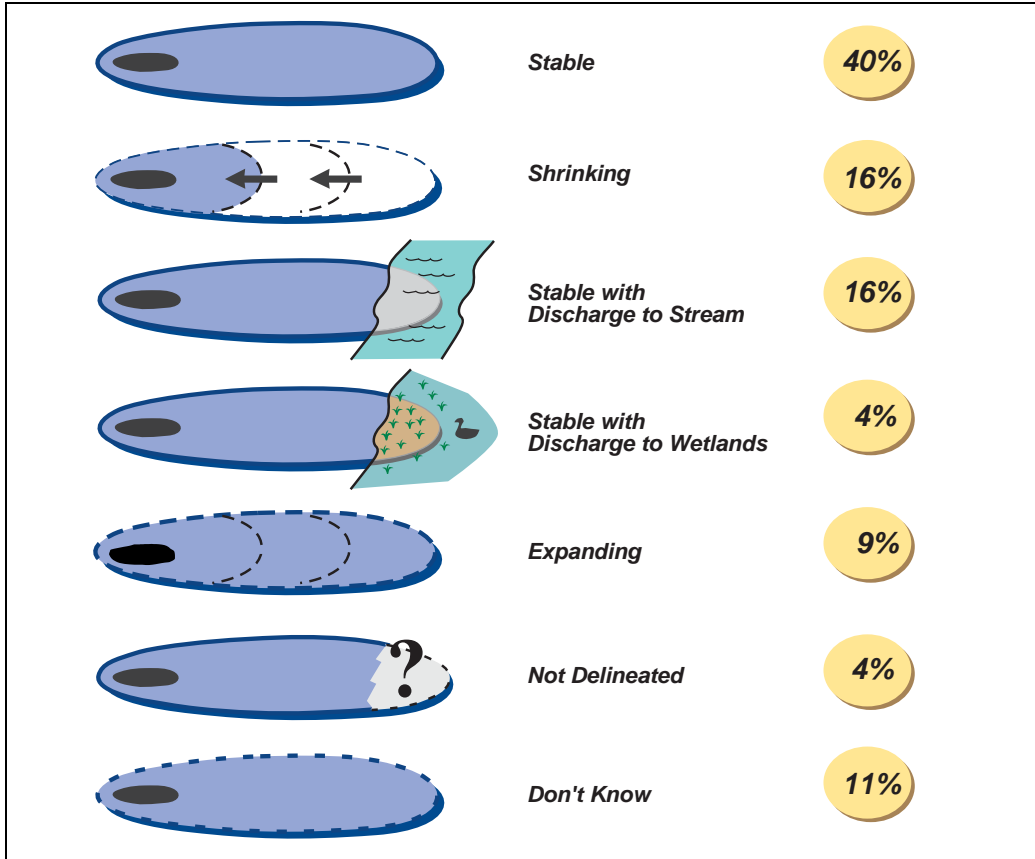 Stable 40%
Shrinking 16%
Stable with
Discharge to Stream 16%
Stable with
Discharge to Wetlands 4%
Expanding 9%
?
Not Delineated 4%
Don't Know 11%